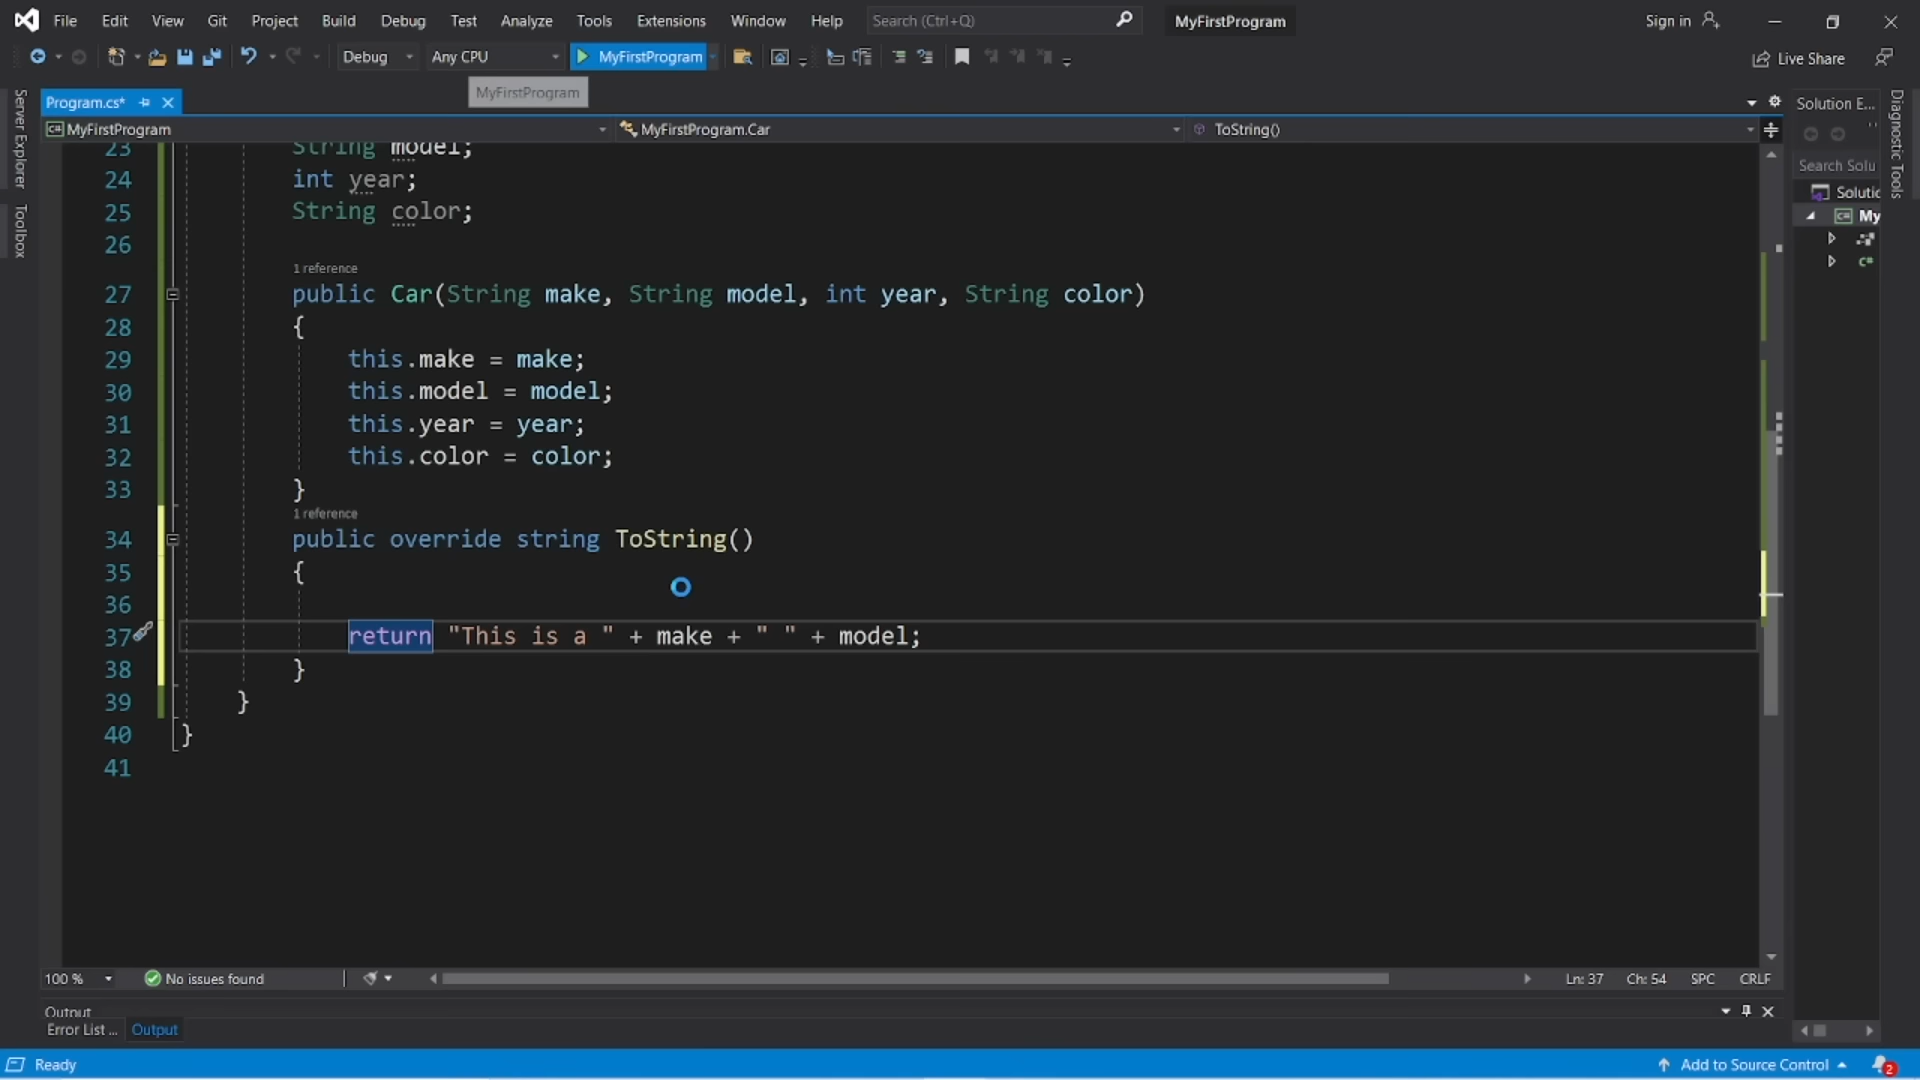 File Edit View Git Project Build Debug Test Analyze Tools Extensions Window Help Search (Ctrl+Q) MyFirstProgram Sign in
Debug Any CPU MyFirstProgram Live Share
MyFirstProgram
Program.cs* Solution E...
MyFirstProgram MyFirstProgram.Car ToString()
Server Explorer
Toolbox
Diagnostic Tools
Search Solu
Solutic
My
23 String model;
24 int year;
25 String color;
26
1 reference
27 public Car(String make, String model, int year, String color)
28 {
29 this.make = make;
30 this.model = model;
31 this.year = year;
32 this.color = color;
33 }
1 reference
34 public override string ToString()
35 {
36
37 return "This is a " + make + " " + model;
38 }
39 }
40 }
41
100 % No issues found Ln: 37 Ch: 54 SPC CRLF
Output
Error List ... Output
Ready Add to Source Control 2